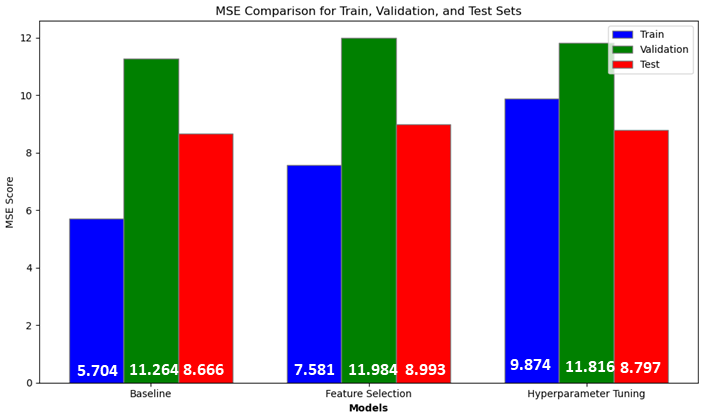 MSE Comparison for Train, Validation, and Test Sets
Train
Validation
Test
MSE Score
12
10
8
6
4
2
0
5.704 11.264 8.666
7.581 11.984 8.993
9.874 11.816 8.797
Baseline
Feature Selection
Hyperparameter Tuning
Models